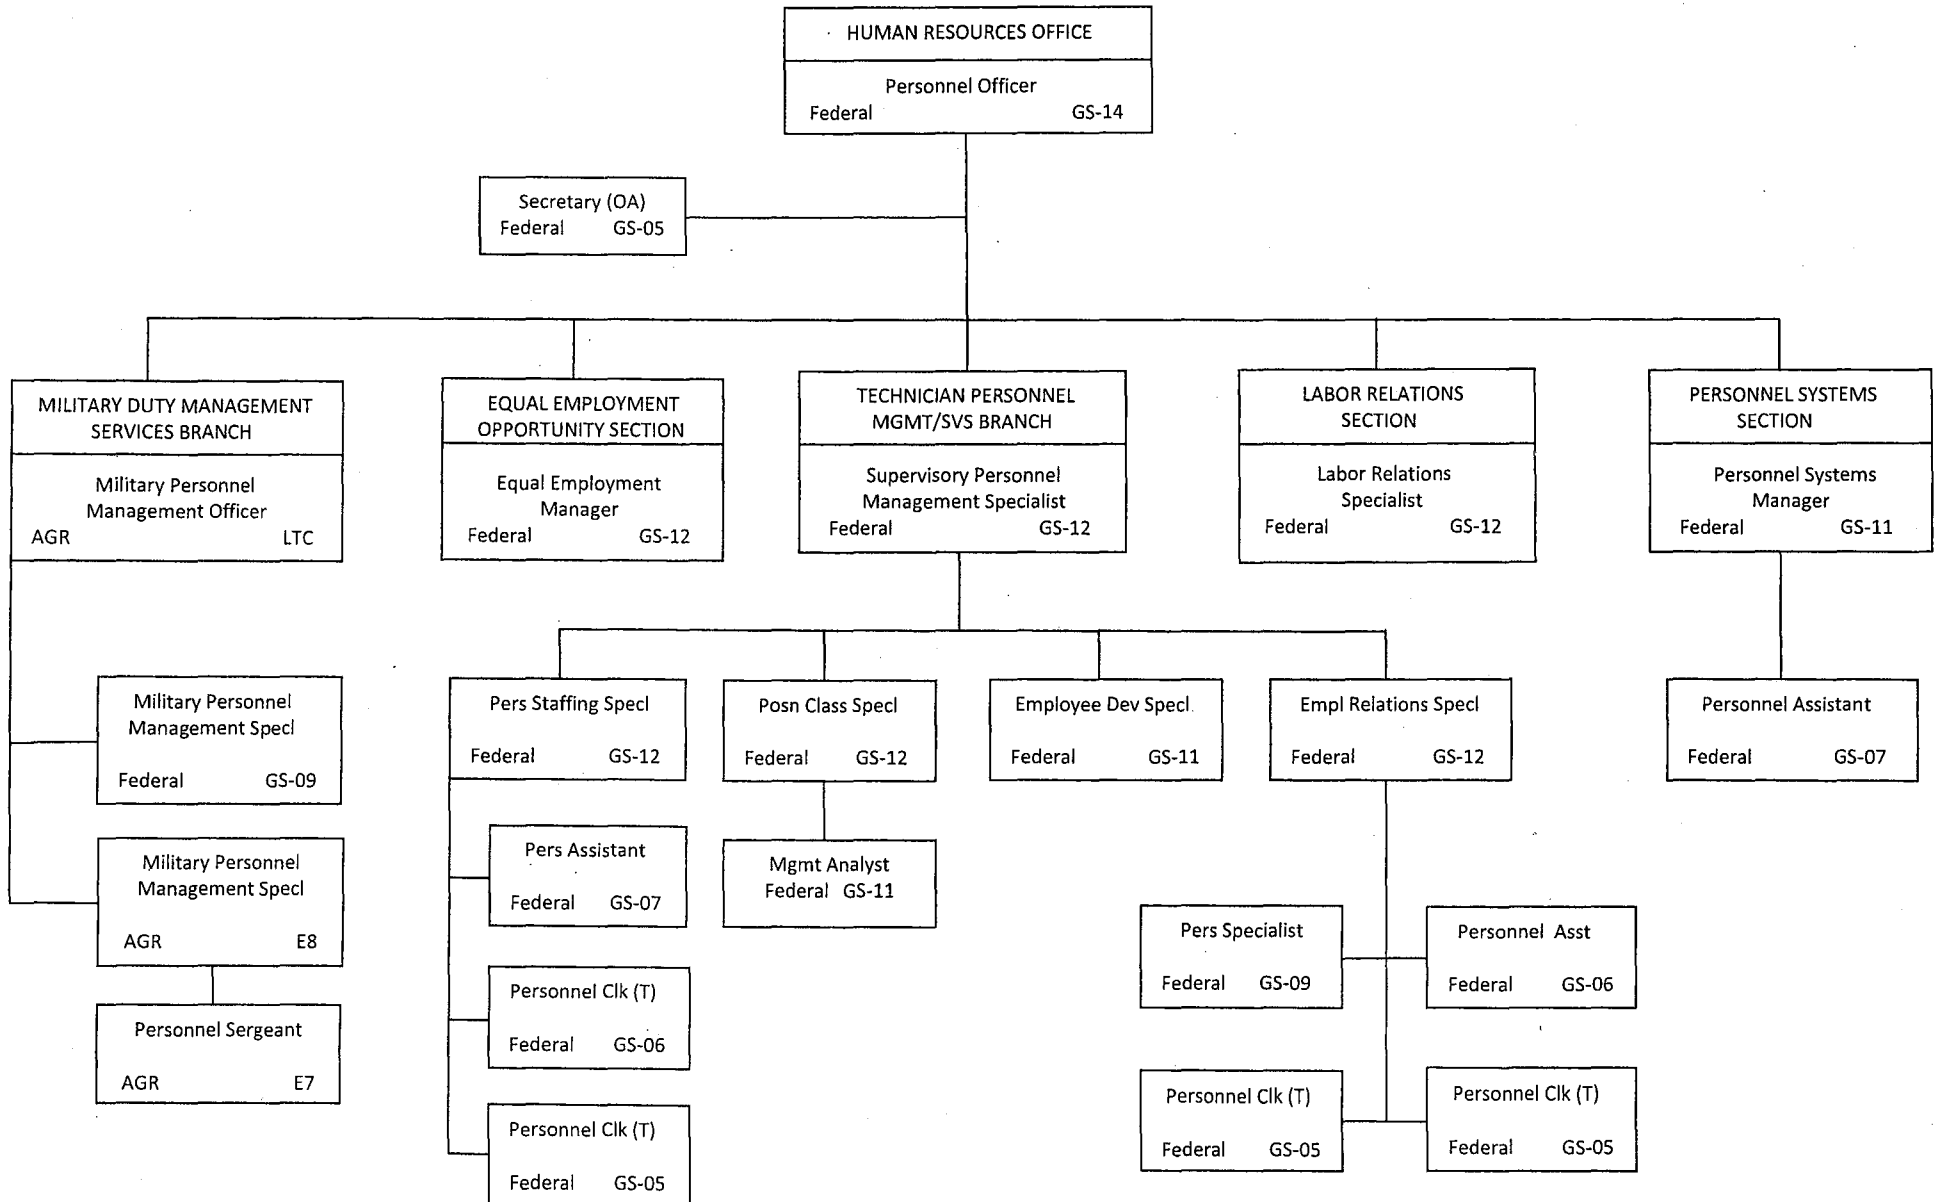 HUMAN RESOURCES OFFICE
Personnel Officer
Federal GS-14
Secretary (OA)
Federal GS-05
MILITARY DUTY MANAGEMENT
SERVICES BRANCH
Military Personnel
Management Officer
AGR LTC
EQUAL EMPLOYMENT
OPPORTUNITY SECTION
Equal Employment
Manager
Federal GS-12
TECHNICIAN PERSONNEL
MGMT/SVS BRANCH
Supervisory Personnel
Management Specialist
Federal GS-12
LABOR RELATIONS
SECTION
Labor Relations
Specialist
Federal GS-12
PERSONNEL SYSTEMS
SECTION
Personnel Systems
Manager
Federal GS-11
Military Personnel
Management Specl
Federal GS-09
Military Personnel
Management Specl
AGR E8
Personnel Sergeant
AGR E7
Pers Staffing Specl
Federal GS-12
Pers Assistant
Federal GS-07
Personnel Clk (T)
Federal GS-06
Personnel Clk (T)
Federal GS-05
Posn Class Specl
Federal GS-12
Mgmt Analyst
Federal GS-11
Employee Dev Specl
Federal GS-11
Empl Relations Specl
Federal GS-12
Pers Specialist
Federal GS-09
Personnel Asst
Federal GS-06
Personnel Clk (T)
Federal GS-05
Personnel Clk (T)
Federal GS-05
Personnel Assistant
Federal GS-07